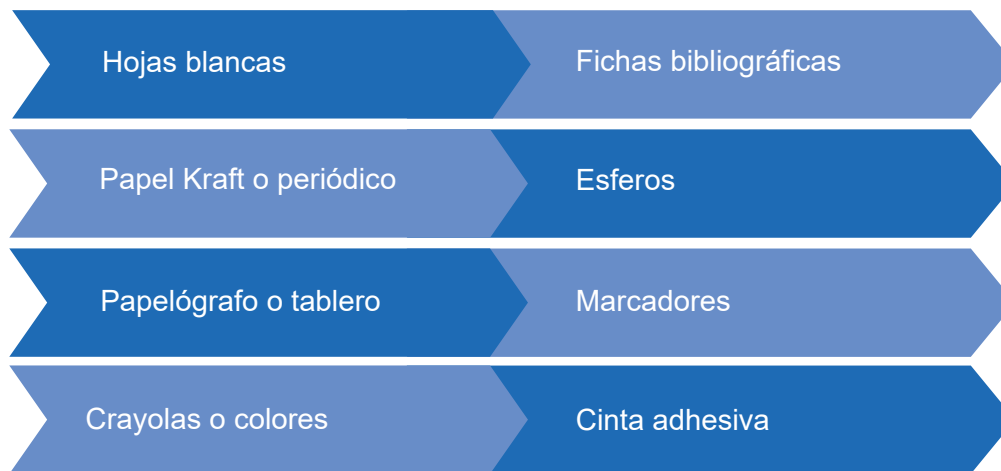 Hojas blancas
Fichas bibliográficas
Papel Kraft o periódico
Esferos
Papelógrafo o tablero
Marcadores
Crayolas o colores
Cinta adhesiva